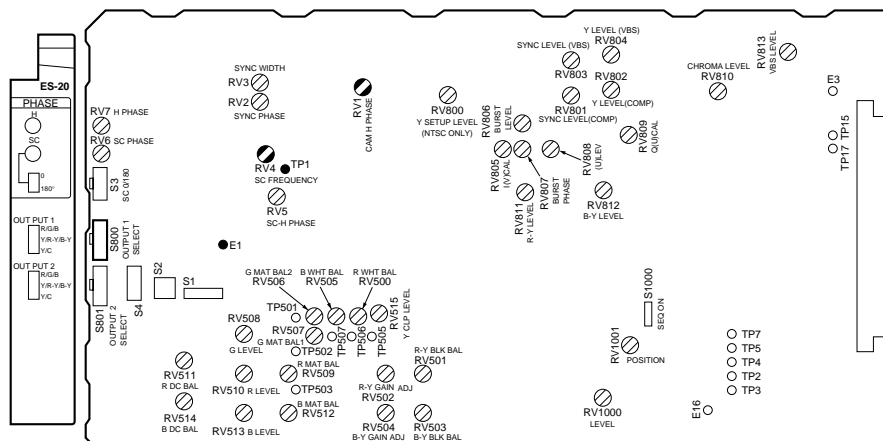 ES-20
PHASE
H
SC
0
180°
OUT PUT 1
R/G/B
Y/R-Y/B-Y
Y/C
OUT PUT 2
R/G/B
Y/R-Y/B-Y
Y/C
RV7 H PHASE
RV6 SC PHASE
S3
SC 0/180
S800
OUTPUT 1
SELECT
S801
OUTPUT 2
SELECT
S4
S2
S1
SYNC WIDTH
RV3
RV2
SYNC PHASE
RV4
SC FREQUENCY
TP1
RV5
SC-H PHASE
E1
RV1
CAM H PHASE
RV800
Y SETUP LEVEL
(NTSC ONLY)
Y LEVEL (VBS)
RV804
SYNC LEVEL (VBS)
RV803
RV802
Y LEVEL(COMP)
RV801
SYNC LEVEL(COMP)
RV806
BURST
LEVEL
RV805
I(V)CAL
RV807
BURST
PHASE
RV808
(U)LEV
RV809
Q(U)CAL
RV811
R-Y LEVEL
RV812
B-Y LEVEL
CHROMA LEVEL
RV810
RV813
VBS LEVEL
E3
TP15
TP17
G MAT BAL2
RV506
B WHT BAL
RV505
R WHT BAL
RV500
RV515
Y CLP LEVEL
TP501
RV508
G LEVEL
RV507
G MAT BAL1
TP507
TP506
TP505
TP502
R MAT BAL
RV509
TP503
B MAT BAL
RV512
RV511
R DC BAL
RV514
B DC BAL
RV510 R LEVEL
RV513 B LEVEL
R-Y BLK BAL
RV501
R-Y GAIN ADJ
RV502
RV504
B-Y GAIN ADJ
RV503
B-Y BLK BAL
S1000
SEQ ON
RV1001
POSITION
RV1000
LEVEL
TP7
TP5
TP4
TP2
TP3
E16